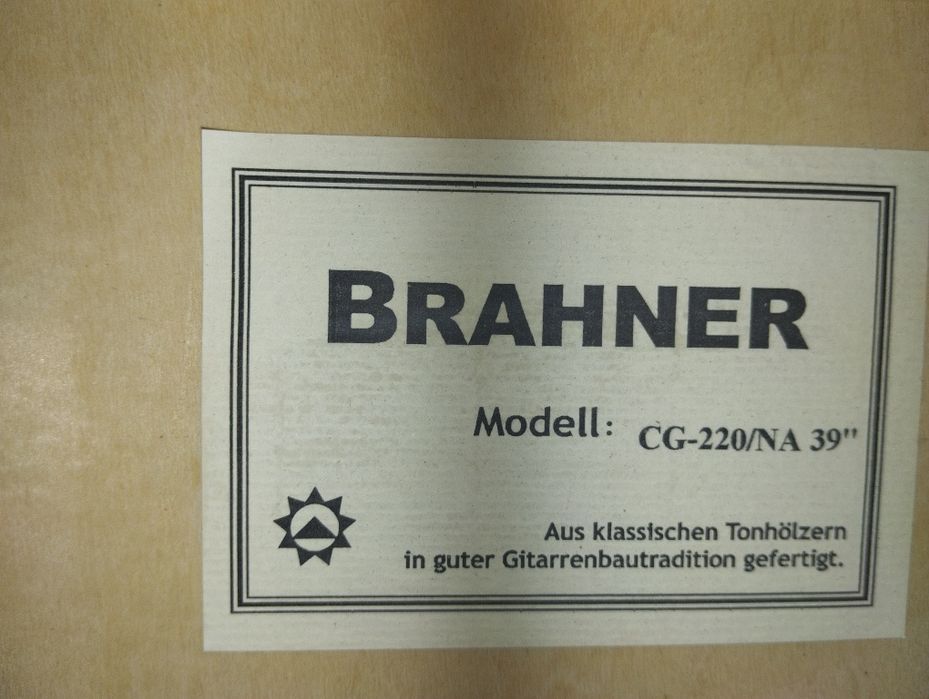 BRAHNER
Modell: CG-220/NA 39"
Aus klassischen Tonhölzern
in guter Gitarrenbautradition gefertigt.